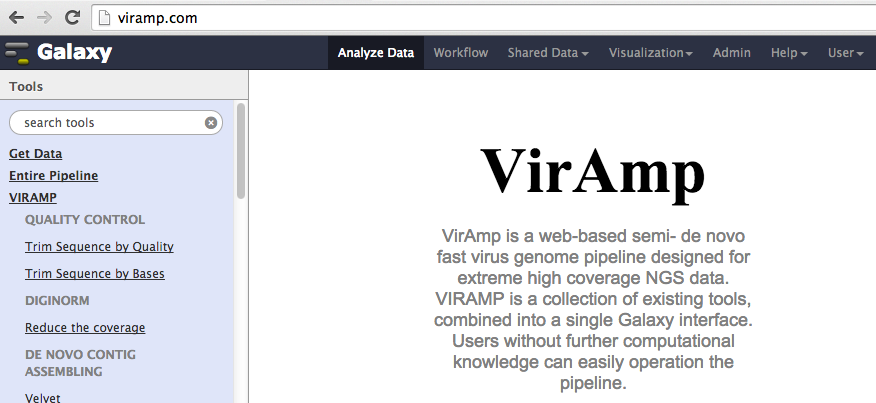 viramp.com
Galaxy
Analyze Data Workflow Shared Data Visualization Admin Help User
Tools
search tools
Get Data
Entire Pipeline
VIRAMP
QUALITY CONTROL
Trim Sequence by Quality
Trim Sequence by Bases
DIGINORM
Reduce the coverage
DE NOVO CONTIG
ASSEMBLING
Velvet
VirAmp
VirAmp is a web-based semi- de novo
fast virus genome pipeline designed for
extreme high coverage NGS data.
VIRAMP is a collection of existing tools,
combined into a single Galaxy interface.
Users without further computational
knowledge can easily operation the
pipeline.